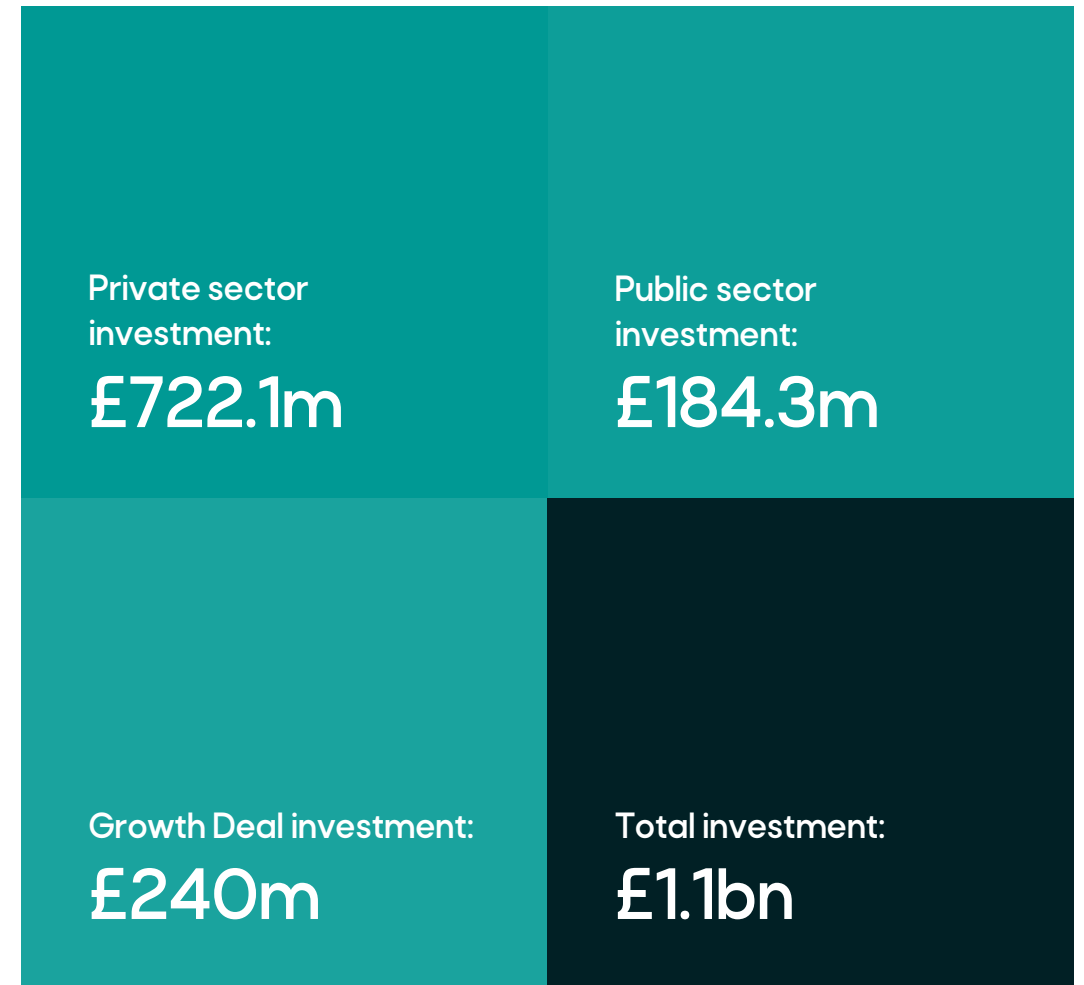 Private sector
investment:
£722.1m
Public sector
investment:
£184.3m
Growth Deal investment:
£240m
Total investment:
£1.1bn